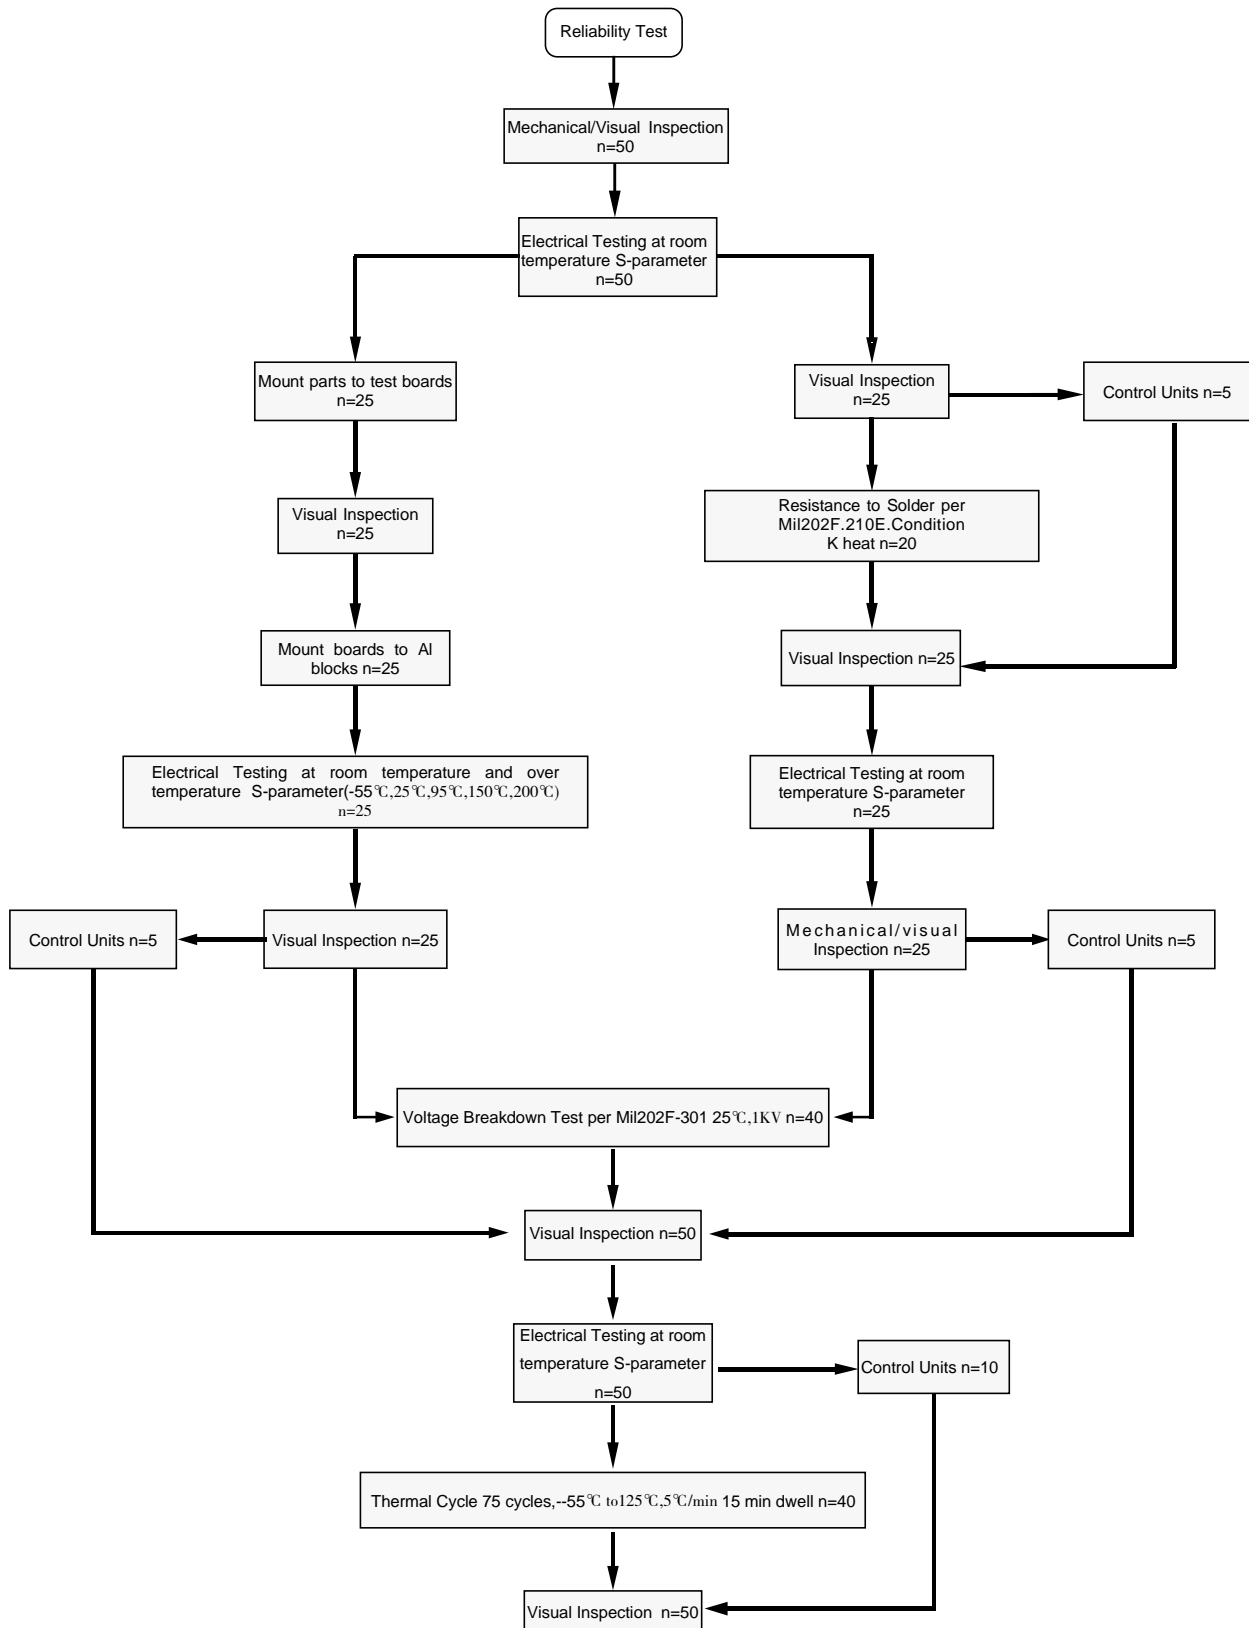 Reliability Test
Mechanical/Visual Inspection
n=50
Electrical Testing at room
temperature S-parameter
n=50
Mount parts to test boards
n=25
Visual Inspection
n=25
Control Units n=5
Visual Inspection
n=25
Resistance to Solder per
Mil202F.210E.Condition
K heat n=20
Mount boards to Al
blocks n=25
Visual Inspection n=25
Electrical Testing at room temperature and over
temperature S-parameter(-55℃,25℃,95℃,150℃,200℃)
n=25
Electrical Testing at room
temperature S-parameter
n=25
Control Units n=5
Visual Inspection n=25
Mechanical/visual
Inspection n=25
Control Units n=5
Voltage Breakdown Test per Mil202F-301 25℃,1KV n=40
Visual Inspection n=50
Electrical Testing at room
temperature S-parameter
n=50
Control Units n=10
Thermal Cycle 75 cycles,--55℃ to125℃,5℃/min 15 min dwell n=40
Visual Inspection n=50